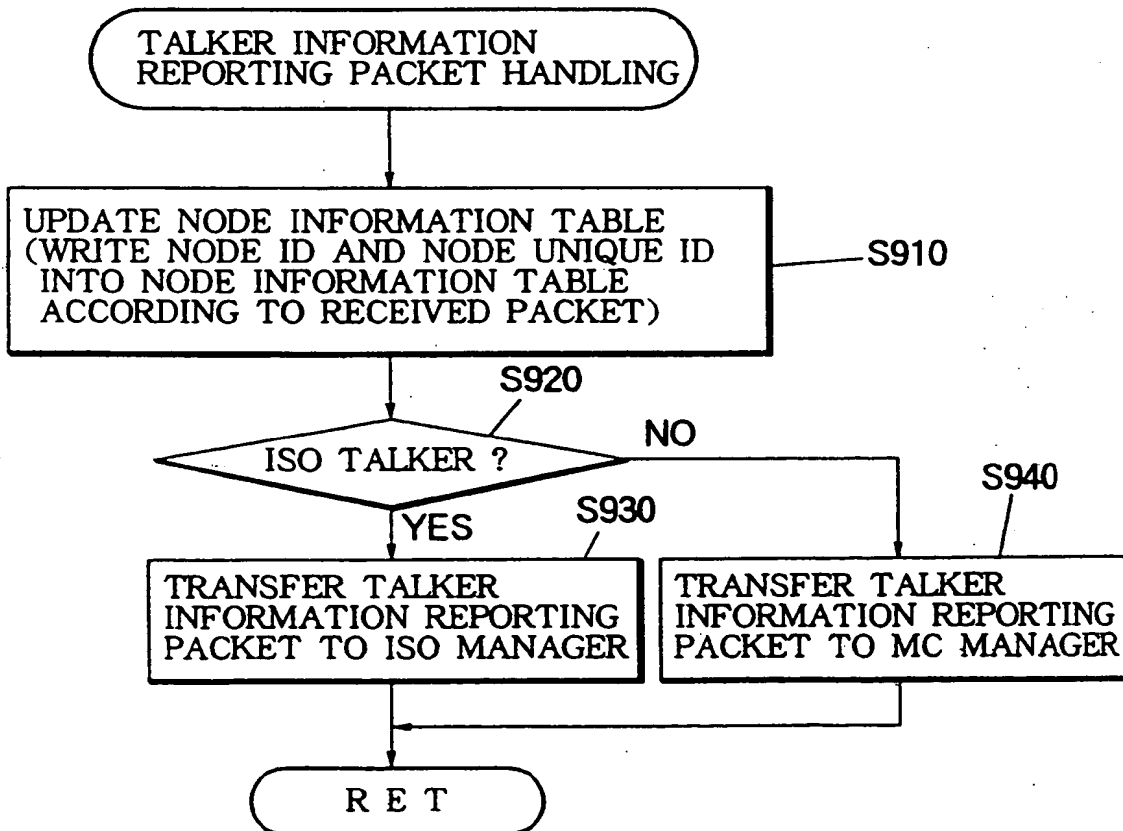 TALKER INFORMATION
REPORTING PACKET HANDLING
UPDATE NODE INFORMATION TABLE
(WRITE NODE ID AND NODE UNIQUE ID
INTO NODE INFORMATION TABLE
ACCORDING TO RECEIVED PACKET)
S910
S920
ISO TALKER ?
NO
YES
S930
S940
TRANSFER TALKER
INFORMATION REPORTING
PACKET TO ISO MANAGER
TRANSFER TALKER
INFORMATION REPORTING
PACKET TO MC MANAGER
R E T